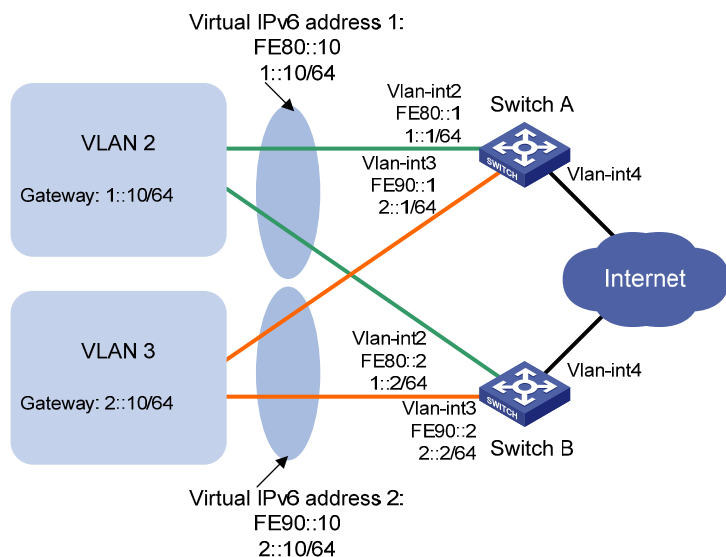 Virtual IPv6 address 1:
FE80::10
1::10/64
VLAN 2
Gateway: 1::10/64
Vlan-int2
FE80::1
1::1/64
Switch A
SWITCH
Vlan-int4
Vlan-int3
FE90::1
2::1/64
Internet
VLAN 3
Gateway: 2::10/64
Vlan-int2
FE80::2
1::2/64
Vlan-int4
SWITCH
Vlan-int3
FE90::2
2::2/64
Switch B
Virtual IPv6 address 2:
FE90::10
2::10/64